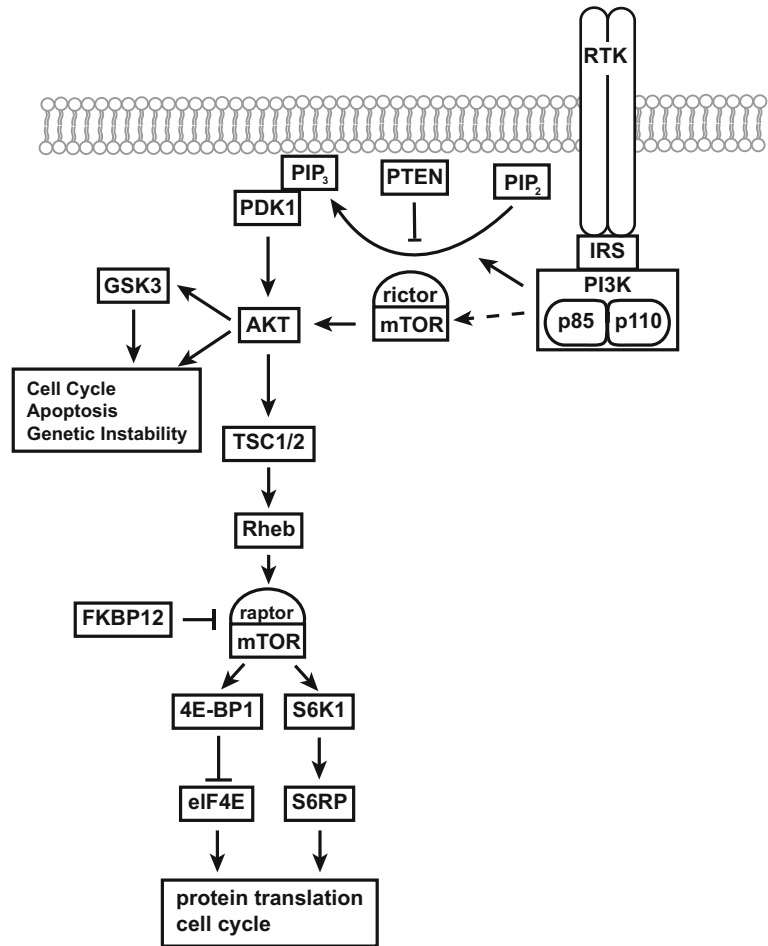 RTK
PIP₃
PTEN
PIP₂
PDK1
IRS
PI3K
GSK3
rictor
mTOR
p85
p110
AKT
Cell Cycle
Apoptosis
Genetic Instability
TSC1/2
Rheb
FKBP12
raptor
mTOR
4E-BP1
S6K1
eIF4E
S6RP
protein translation
cell cycle